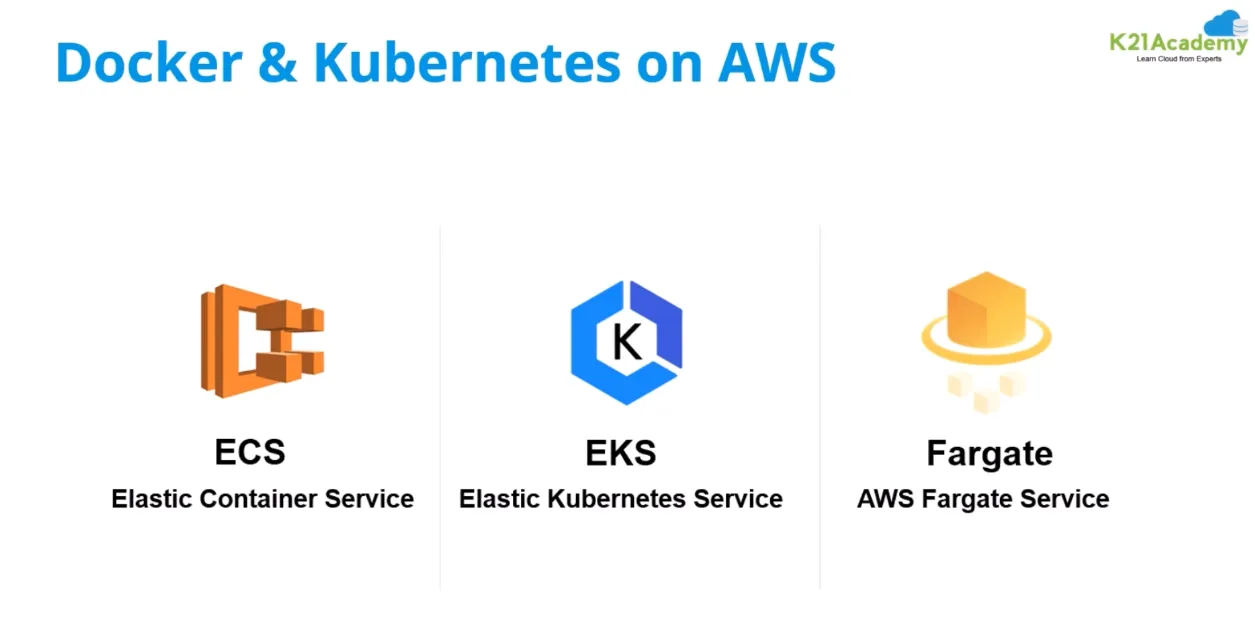 Docker & Kubernetes on AWS
K21Academy
Learn Cloud from Experts
K
ECS
Elastic Container Service
EKS
Elastic Kubernetes Service
Fargate
AWS Fargate Service